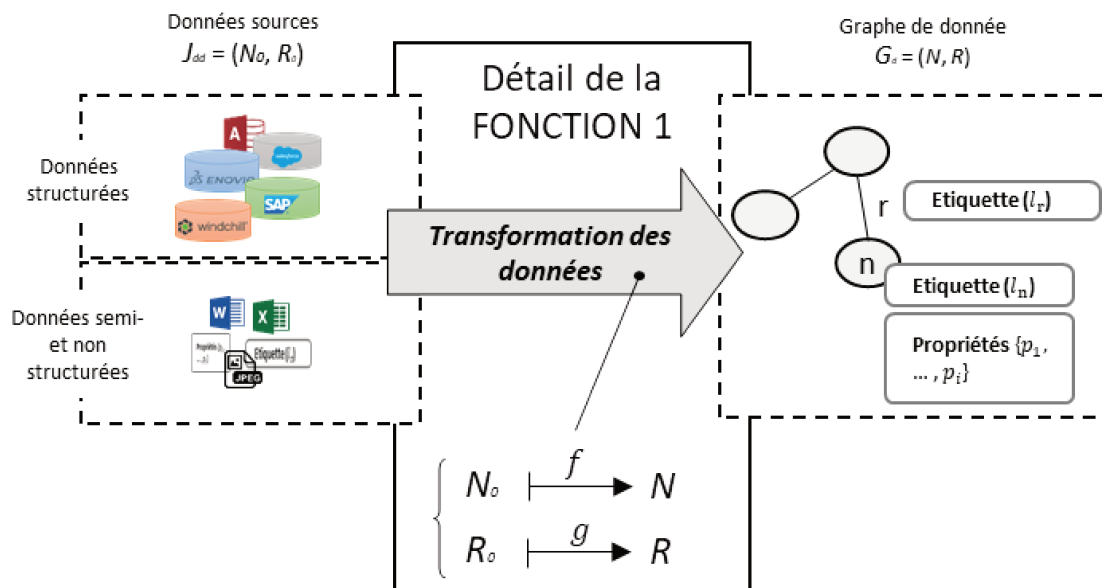 Données sources
J_dd = (N₀, R₀)
Graphe de donnée
G_d = (N, R)
Détail de la
FONCTION 1
Données
structurées
A
salesforce
ENOVIA
SAP
windchill
Transformation des
données
r
Etiquette (l_r)
n
Etiquette (l_n)
Propriétés {p₁,
... , p_i}
Données semi-
et non
structurées
W
X
Etiquette
JPEG
N₀ f N
R₀ g R